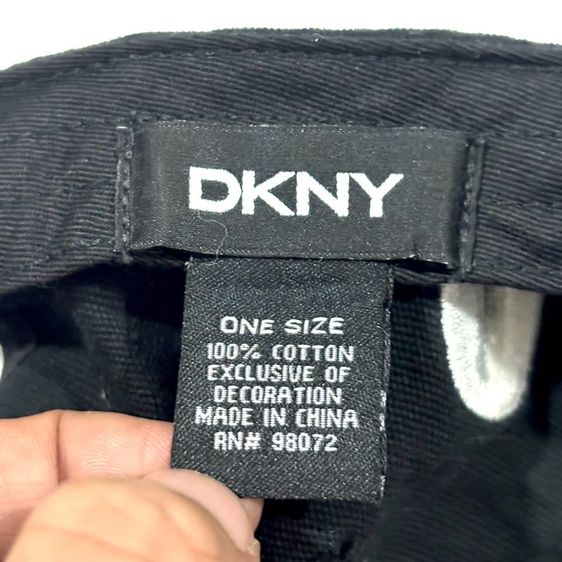 DKNY
ONE SIZE
100% COTTON
EXCLUSIVE OF
DECORATION
MADE IN CHINA
RN# 98072